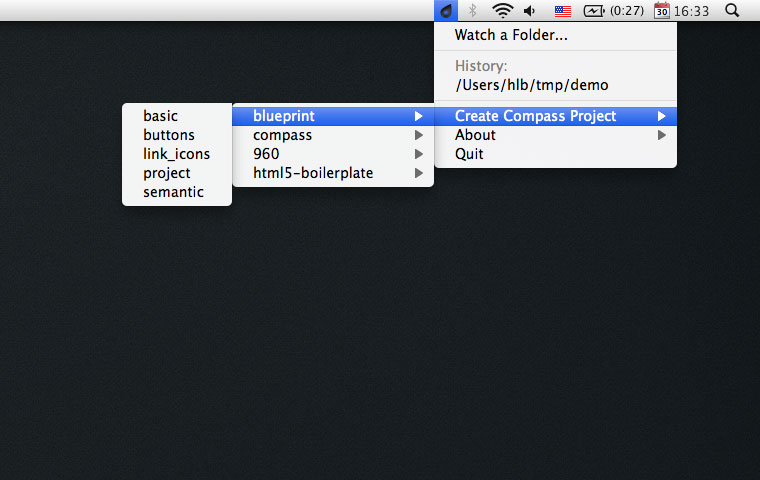 (0:27) 30 16:33
Watch a Folder...
History:
/Users/hlb/tmp/demo
Create Compass Project
About
Quit
blueprint
compass
960
html5-boilerplate
basic
buttons
link_icons
project
semantic